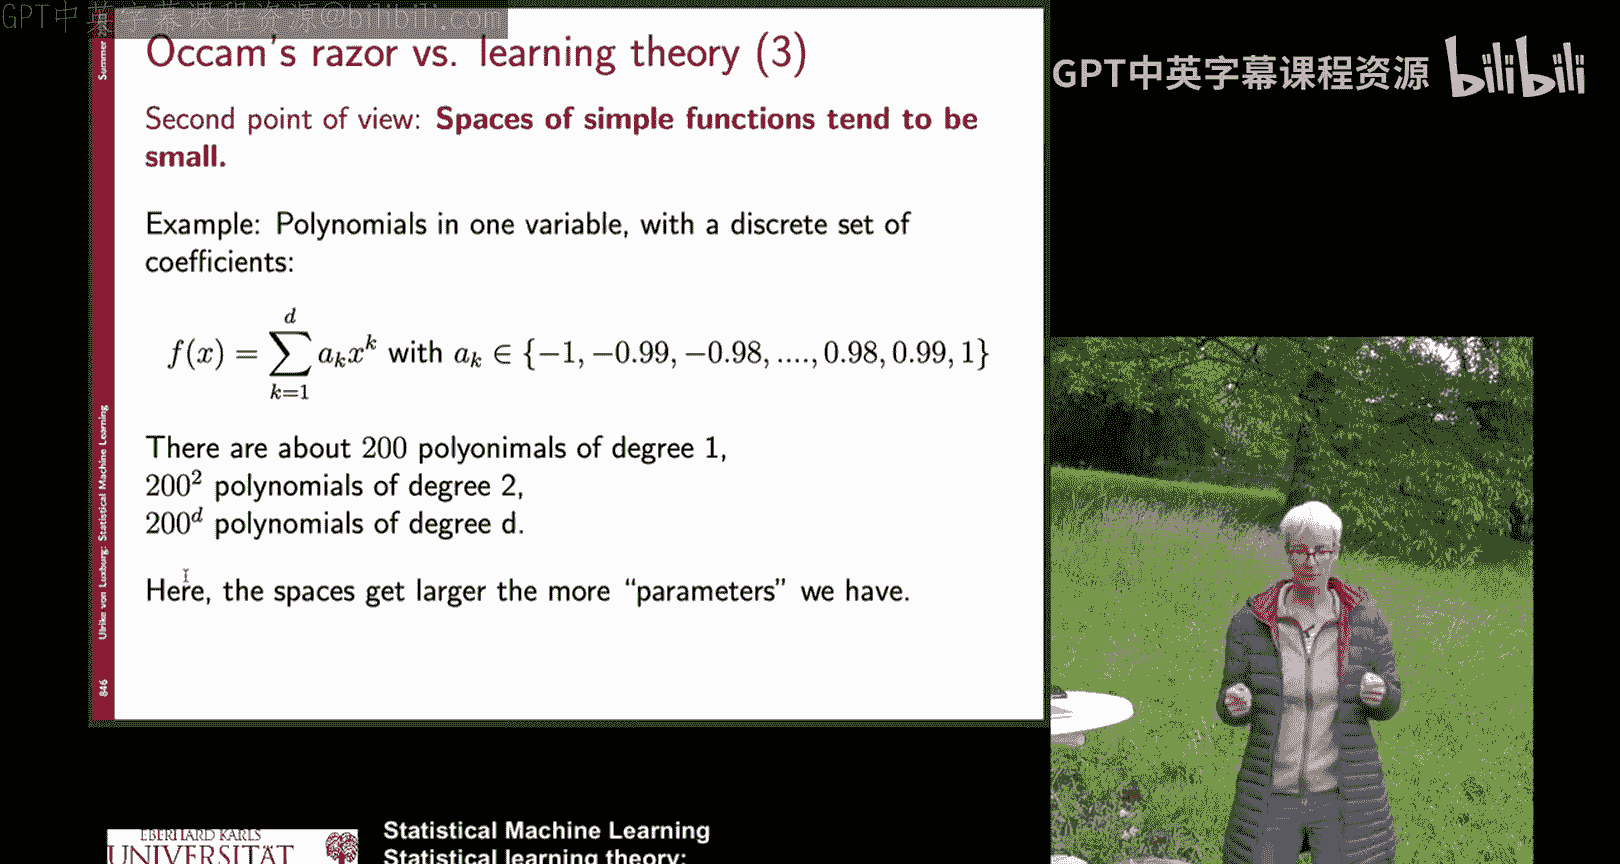 GPT中英字幕课程资源@bilibili.com
Occam's razor vs. learning theory (3)
Second point of view: Spaces of simple functions tend to be
small.
Example: Polynomials in one variable, with a discrete set of
coefficients:
f(x) = ∑_{k=1}^{d} a_k x^k with a_k ∈ {−1, −0.99, −0.98, ...., 0.98, 0.99, 1}
There are about 200 polyonimals of degree 1,
200² polynomials of degree 2,
200^d polynomials of degree d.
Here, the spaces get larger the more “parameters” we have.
Summer
Ulrike von Luxburg: Statistical Machine Learning
846
GPT中英字幕课程资源 bilibili
EBERHARD KARLS
UNIVERSITÄT
Statistical Machine Learning
Statistical learning theory: